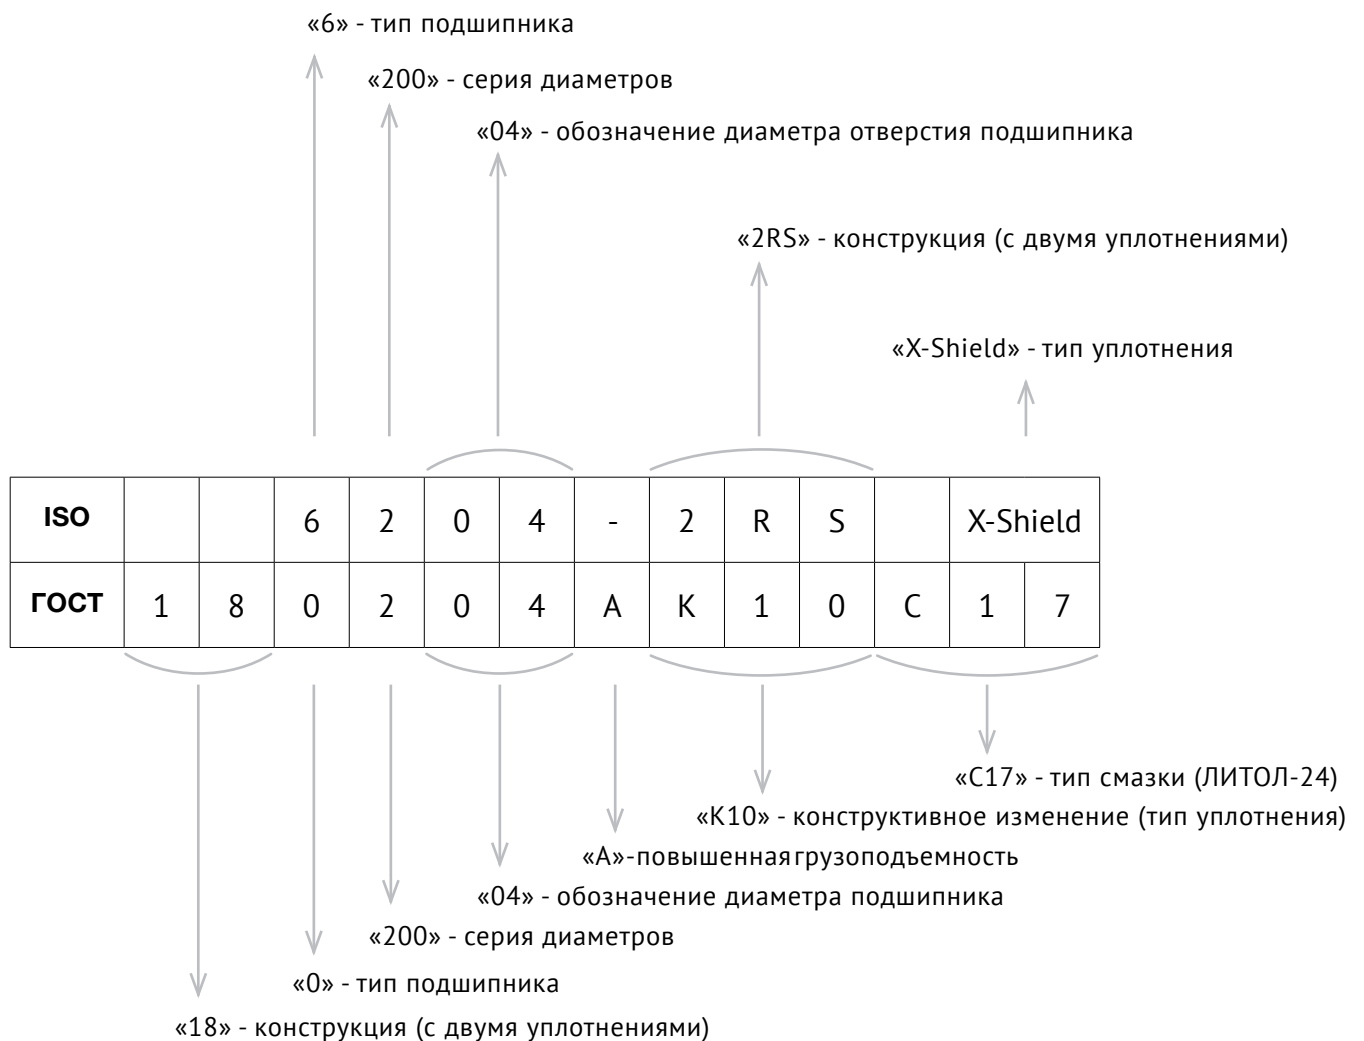 «6» - тип подшипника
«200» - серия диаметров
«04» - обозначение диаметра отверстия подшипника
«2RS» - конструкция (с двумя уплотнениями)
«X-Shield» - тип уплотнения
ISO 6 2 0 4 - 2 R S X-Shield
ГОСТ 1 8 0 2 0 4 А К 1 0 С 1 7
«С17» - тип смазки (ЛИТОЛ-24)
«К10» - конструктивное изменение (тип уплотнения)
«А»-повышенная грузоподъемность
«04» - обозначение диаметра подшипника
«200» - серия диаметров
«0» - тип подшипника
«18» - конструкция (с двумя уплотнениями)